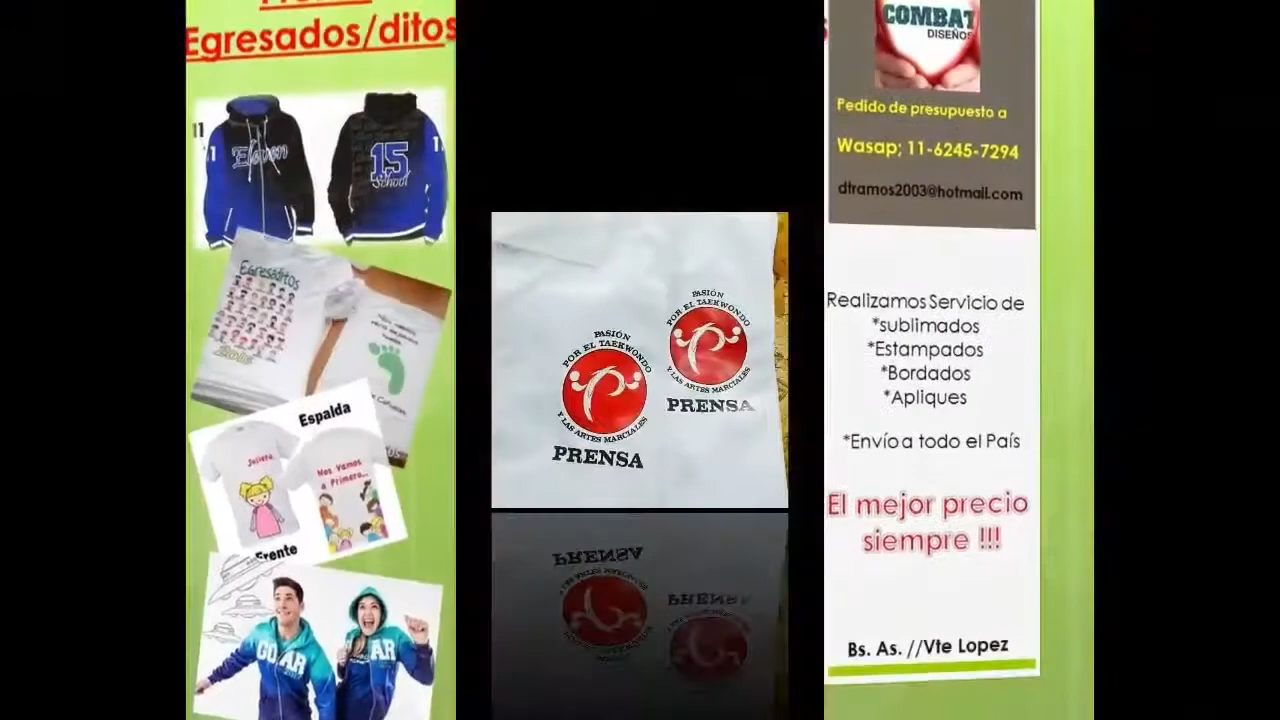 Egresados/ditos
11
Eleven
15
School
Egresaditos
Espalda
Julieta
Nos Vamos
a Primero...
Frente
PASIÓN
POR EL TAEKWONDO
Y LAS ARTES MARCIALES
PRENSA
PASIÓN
POR EL TAEKWONDO
Y LAS ARTES MARCIALES
PRENSA
COMBAT
DISEÑOS
Pedido de presupuesto a
Wasap; 11-6245-7294
dtramos2003@hotmail.com
Realizamos Servicio de
*sublimados
*Estampados
*Bordados
*Apliques
*Envío a todo el País
El mejor precio
siempre !!!
Bs. As. //Vte Lopez